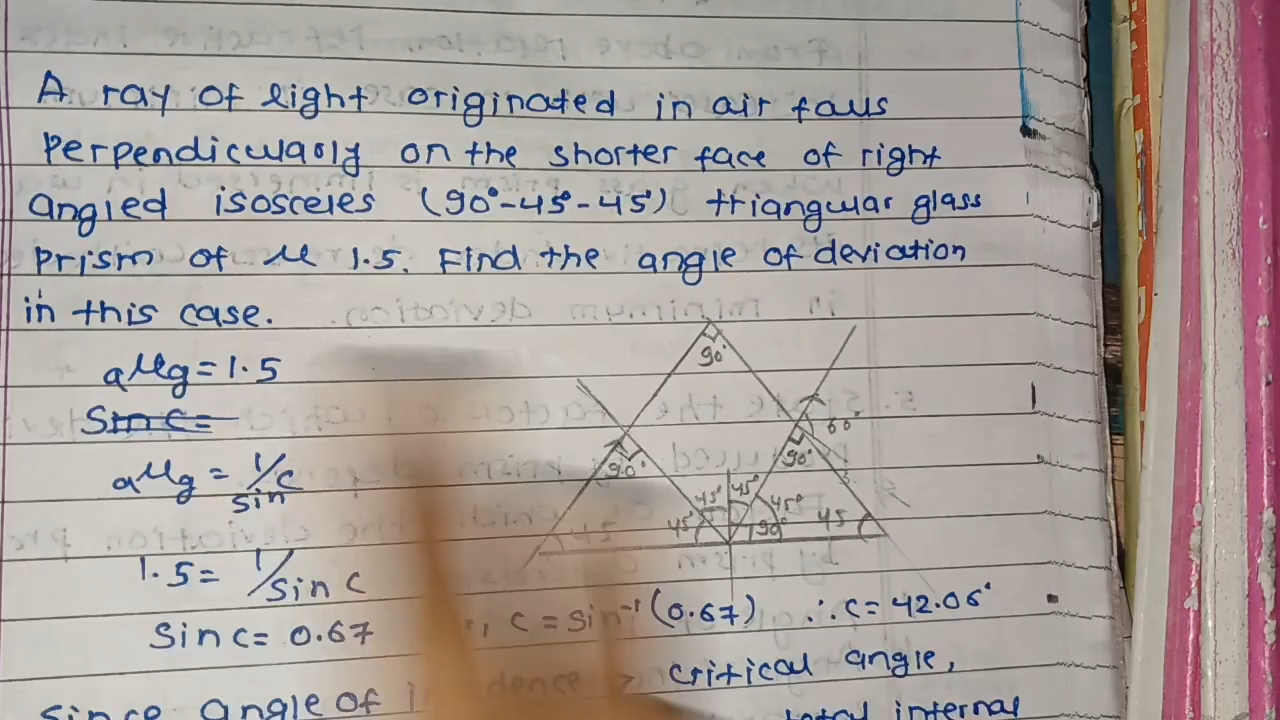 A ray of light originated in air falls
Perpendicularly on the shorter face of right
angled isosceles (90°-45°-45°) triangular glass
Prism of μ 1.5. Find the angle of deviation
in this case.
aμg = 1.5
Sin c =
aμg = 1/sin c
1.5 = 1/sin c
Sin c = 0.67
c = sin⁻¹ (0.67) ∴ c = 42.06°
critical angle,
since angle of
total internal
90°
90°
90°
45°
45°
45°
45°
90°
45